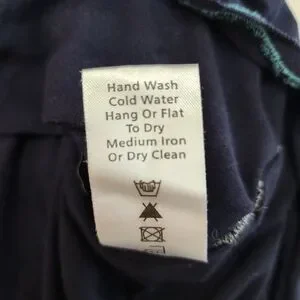 Hand Wash
Cold Water
Hang Or Flat
To Dry
Medium Iron
Or Dry Clean